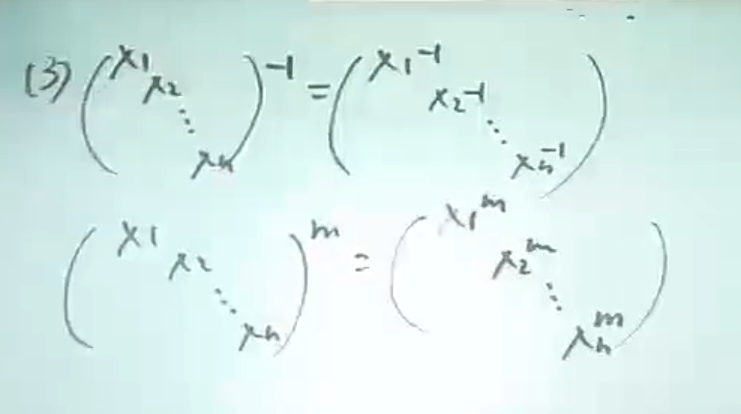 (3) $\begin{pmatrix} x_1 & & & \\ & x_2 & & \\ & & \ddots & \\ & & & x_n \end{pmatrix}^{-1} = \begin{pmatrix} x_1^{-1} & & & \\ & x_2^{-1} & & \\ & & \ddots & \\ & & & x_n^{-1} \end{pmatrix}$
$\begin{pmatrix} x_1 & & & \\ & x_2 & & \\ & & \ddots & \\ & & & x_n \end{pmatrix}^{m} = \begin{pmatrix} x_1^{m} & & & \\ & x_2^{m} & & \\ & & \ddots & \\ & & & x_n^{m} \end{pmatrix}$